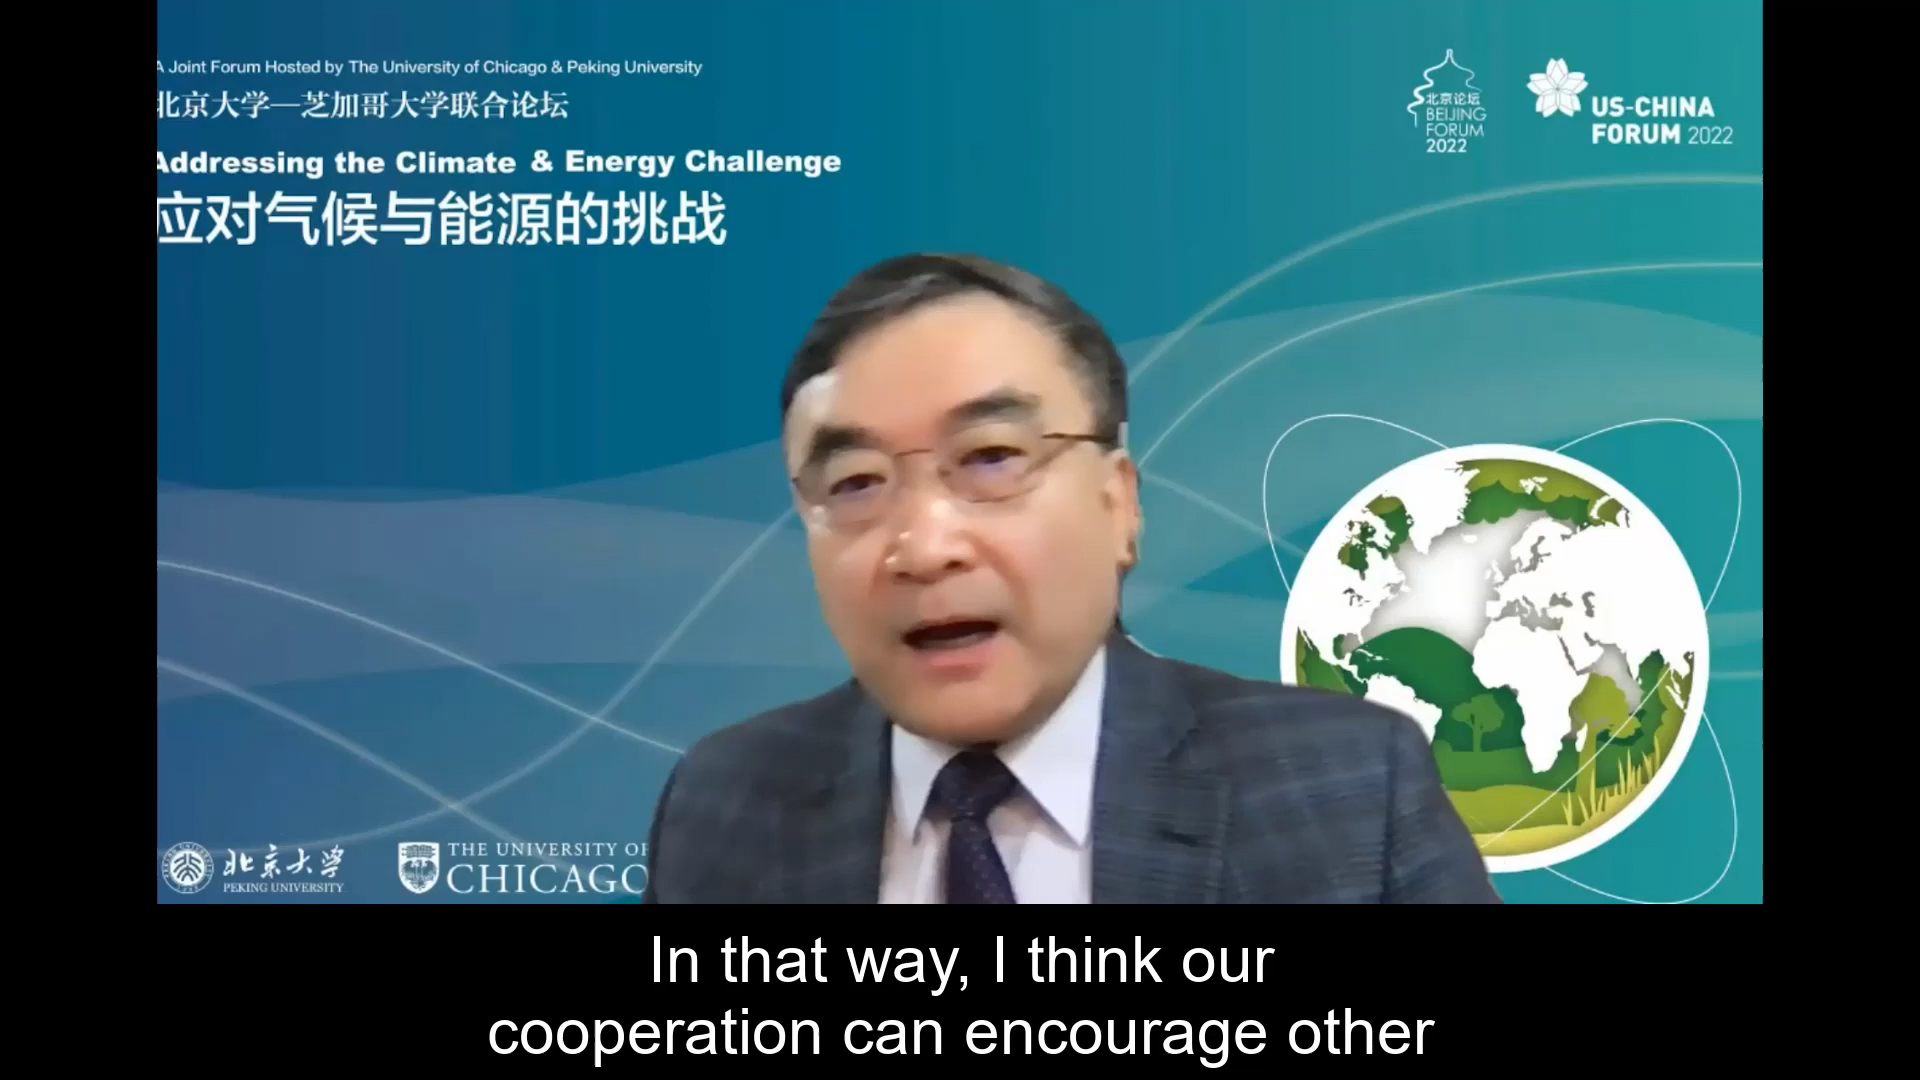 A Joint Forum Hosted by The University of Chicago & Peking University
北京大学—芝加哥大学联合论坛
Addressing the Climate & Energy Challenge
应对气候与能源的挑战
北京论坛
BEIJING
FORUM
2022
US-CHINA
FORUM 2022
北京大学
PEKING UNIVERSITY
THE UNIVERSITY OF
CHICAGO
In that way, I think our
cooperation can encourage other